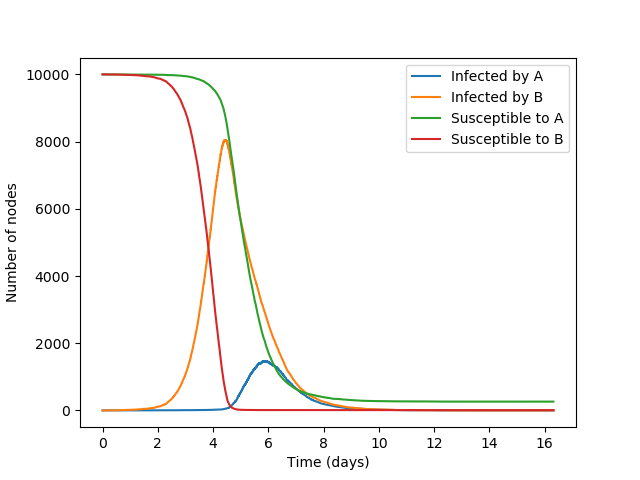 Infected by A
Infected by B
Susceptible to A
Susceptible to B
Number of nodes
10000
8000
6000
4000
2000
0
0 2 4 6 8 10 12 14 16
Time (days)